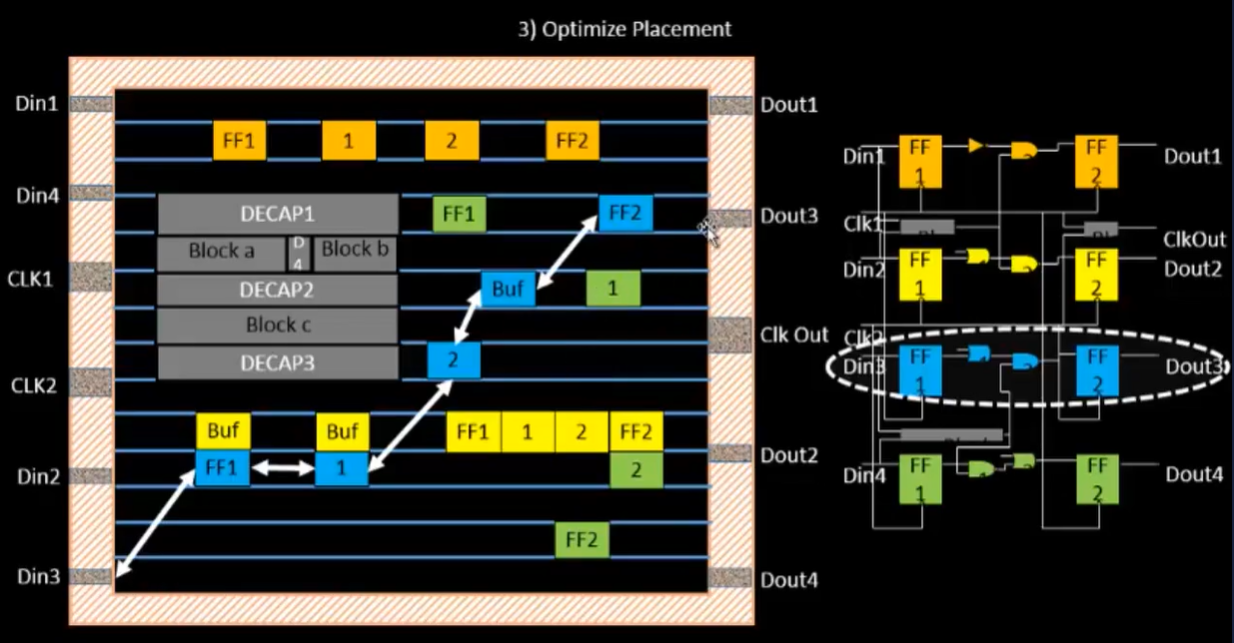 3) Optimize Placement
Din1
Dout1
FF1 1 2 FF2
Din4
DECAP1
FF1
FF2
Dout3
Block a
D
4
Block b
CLK1
DECAP2
Buf
1
Block c
Clk Out
DECAP3
2
CLK2
Buf
Buf
FF1 1 2 FF2
FF1
1
2
Din2
Dout2
FF2
Din3
Dout4
Din1
FF
1
FF
2
Dout1
Clk1
ClkOut
Din2
FF
1
FF
2
Dout2
Clk2
Din3
FF
1
FF
2
Dout3
Din4
FF
1
FF
2
Dout4